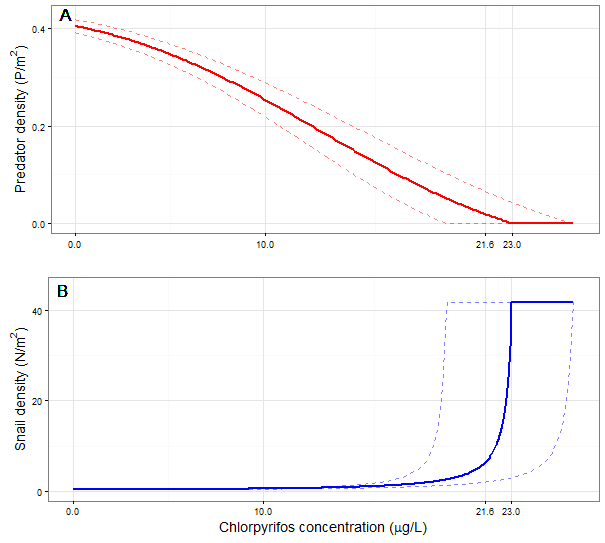 A
Predator density (P/m²)
0.4
0.2
0.0
0.0 10.0 21.6 23.0
B
Snail density (N/m²)
40
20
0
0.0 10.0 21.6 23.0
Chlorpyrifos concentration (μg/L)